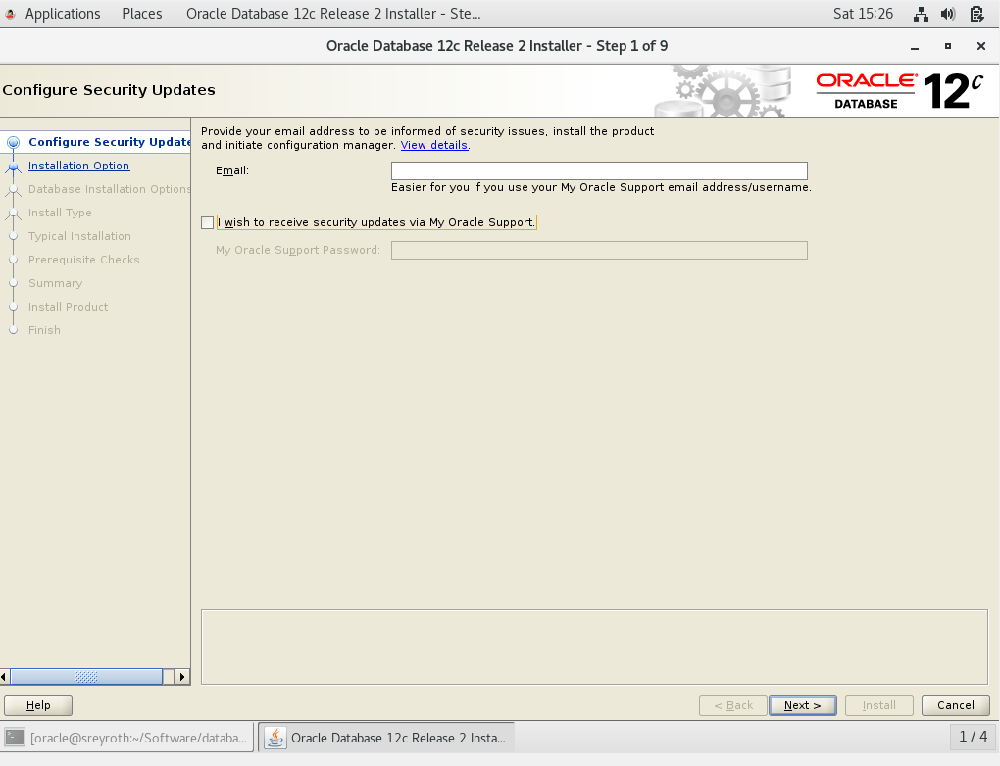 Applications Places Oracle Database 12c Release 2 Installer - Ste... Sat 15:26
Oracle Database 12c Release 2 Installer - Step 1 of 9
Configure Security Updates
ORACLE®
DATABASE
12c
Configure Security Update
Installation Option
Database Installation Options
Install Type
Typical Installation
Prerequisite Checks
Summary
Install Product
Finish
Provide your email address to be informed of security issues, install the product
and initiate configuration manager. View details.
Email:
Easier for you if you use your My Oracle Support email address/username.
I wish to receive security updates via My Oracle Support.
My Oracle Support Password:
Help < Back Next > Install Cancel
[oracle@sreyroth:~/Software/databa... Oracle Database 12c Release 2 Insta... 1 / 4